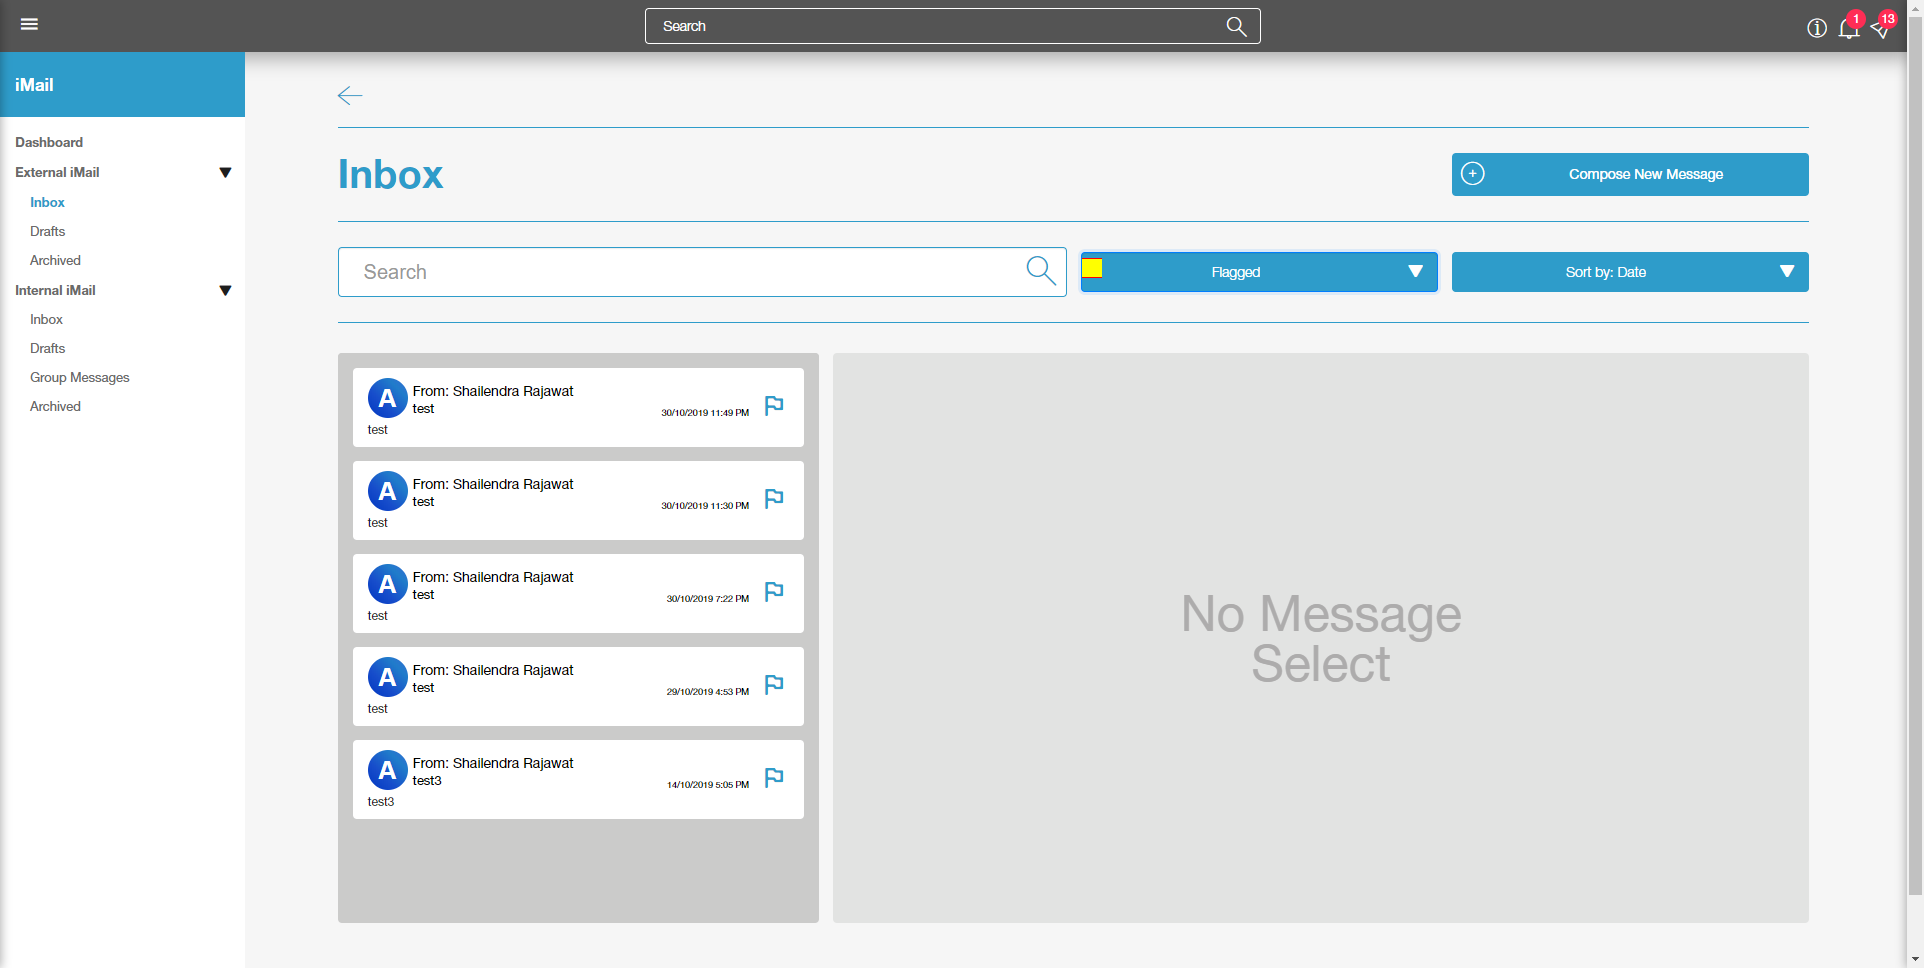 Search
1
13
iMail
Dashboard
External iMail
Inbox
Drafts
Archived
Internal iMail
Inbox
Drafts
Group Messages
Archived
Inbox
Compose New Message
Search
Flagged
Sort by: Date
A
From: Shailendra Rajawat
test
30/10/2019 11:49 PM
test
A
From: Shailendra Rajawat
test
30/10/2019 11:30 PM
test
A
From: Shailendra Rajawat
test
30/10/2019 7:22 PM
test
A
From: Shailendra Rajawat
test
29/10/2019 4:53 PM
test
A
From: Shailendra Rajawat
test3
14/10/2019 5:05 PM
test3
No Message
Select